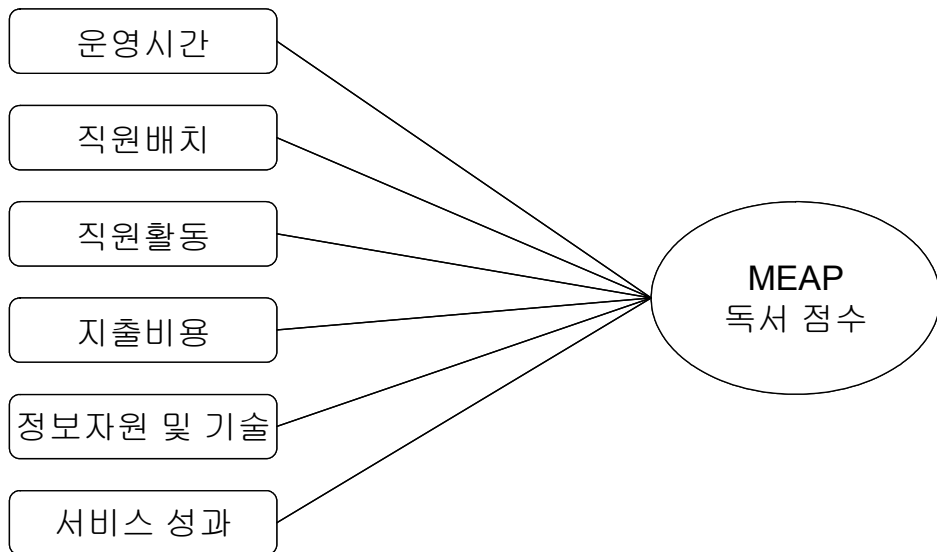 운영시간
직원배치
직원활동
지출비용
정보자원 및 기술
서비스 성과
MEAP
독서 점수